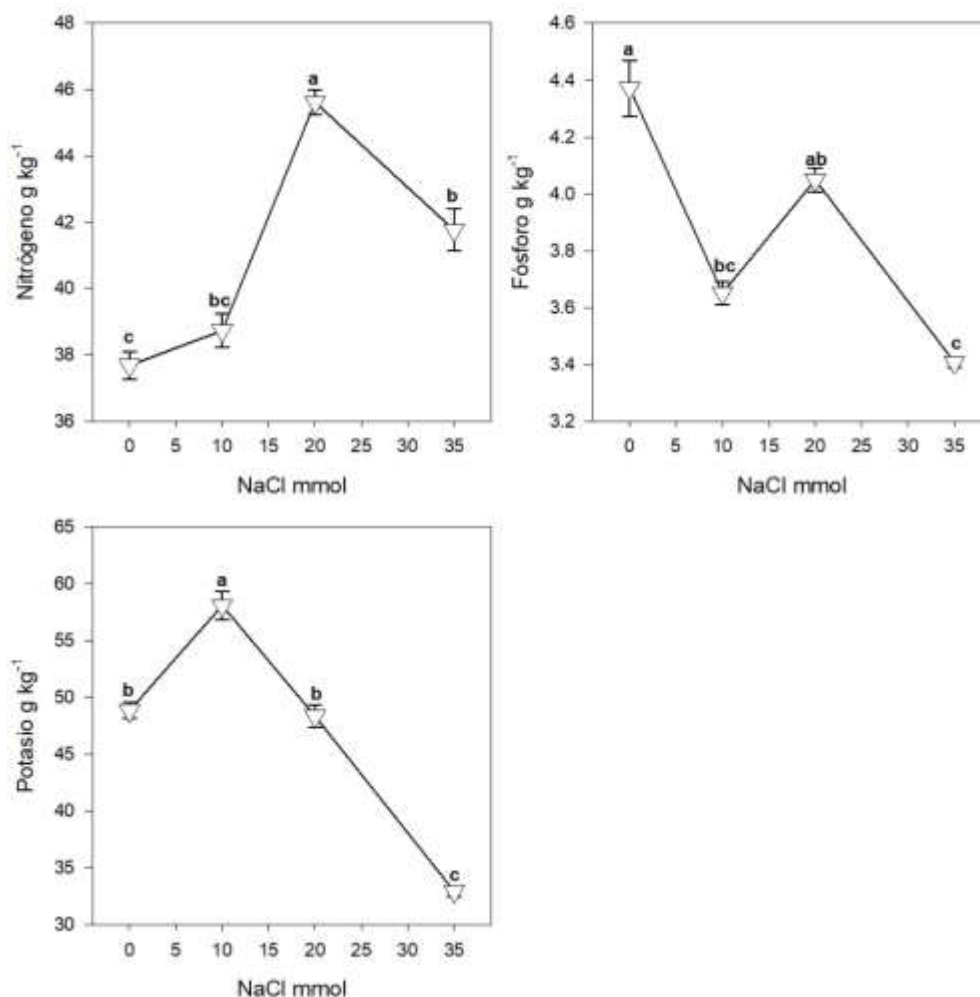 48
46
44
42
40
38
36
Nitrógeno g kg⁻¹
c
bc
a
b
0 5 10 15 20 25 30 35
NaCl mmol
4.6
4.4
4.2
4.0
3.8
3.6
3.4
3.2
Fósforo g kg⁻¹
a
bc
ab
c
0 5 10 15 20 25 30 35
NaCl mmol
65
60
55
50
45
40
35
30
Potasio g kg⁻¹
b
a
b
c
0 5 10 15 20 25 30 35
NaCl mmol